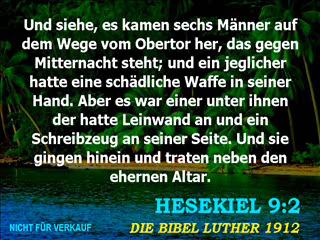 Und siehe, es kamen sechs Männer auf
dem Wege vom Obertor her, das gegen
Mitternacht steht; und ein jeglicher
hatte eine schädliche Waffe in seiner
Hand. Aber es war einer unter ihnen
der hatte Leinwand an und ein
Schreibzeug an seiner Seite. Und sie
gingen hinein und traten neben den
ehernen Altar.
HESEKIEL 9:2
NICHT FÜR VERKAUF
DIE BIBEL LUTHER 1912